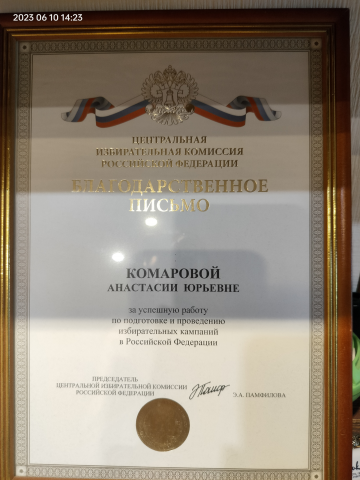 2023 06 10 14:23
ЦЕНТРАЛЬНАЯ
ИЗБИРАТЕЛЬНАЯ КОМИССИЯ
РОССИЙСКОЙ ФЕДЕРАЦИИ
БЛАГОДАРСТВЕННОЕ
ПИСЬМО
КОМАРОВОЙ
АНАСТАСИИ ЮРЬЕВНЕ
за успешную работу
по подготовке и проведению
избирательных кампаний
в Российской Федерации
ПРЕДСЕДАТЕЛЬ
ЦЕНТРАЛЬНОЙ ИЗБИРАТЕЛЬНОЙ КОМИССИИ
РОССИЙСКОЙ ФЕДЕРАЦИИ
Э.А. ПАМФИЛОВА